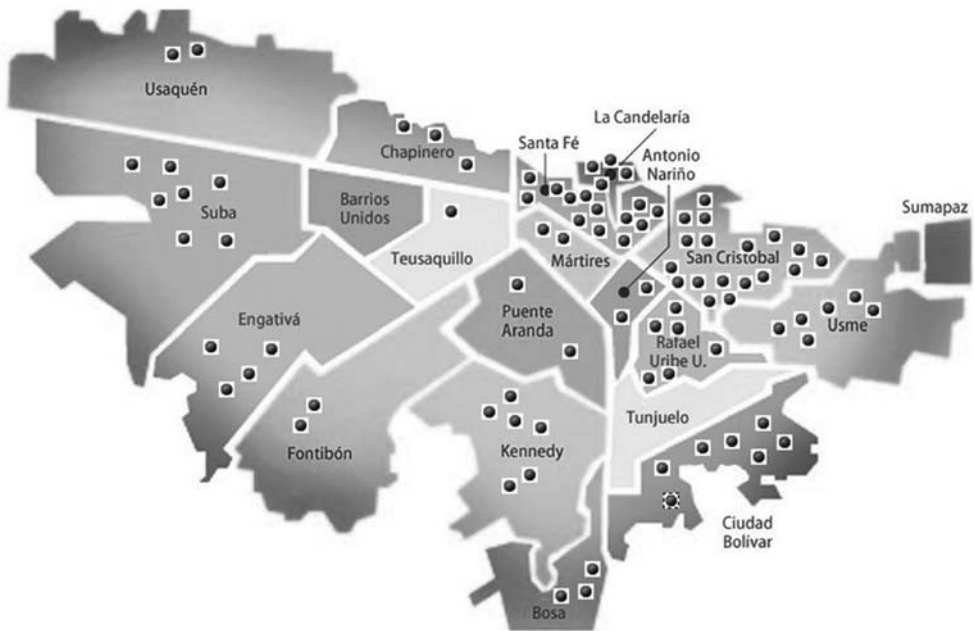 Usaquén
La Candelaría
Santa Fé
Antonio
Nariño
Chapinero
Barrios
Unidos
Suba
Sumapaz
Teusaquillo
Mártires
San Cristobal
Engativá
Puente
Aranda
Usme
Rafael
Uribe U.
Tunjuelo
Fontibón
Kennedy
Ciudad
Bolívar
Bosa